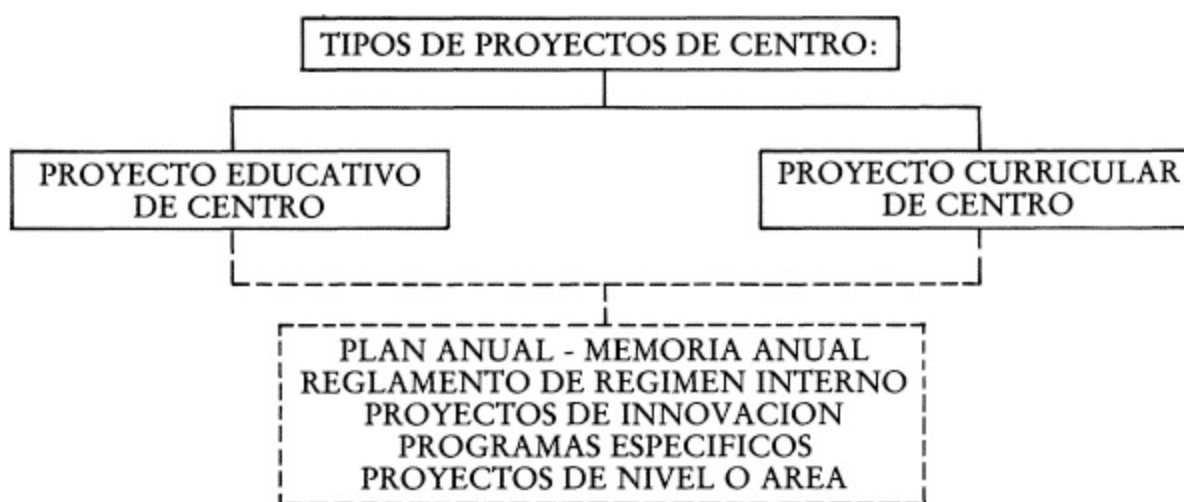 TIPOS DE PROYECTOS DE CENTRO:
PROYECTO EDUCATIVO
DE CENTRO
PROYECTO CURRICULAR
DE CENTRO
PLAN ANUAL - MEMORIA ANUAL
REGLAMENTO DE REGIMEN INTERNO
PROYECTOS DE INNOVACION
PROGRAMAS ESPECIFICOS
PROYECTOS DE NIVEL O AREA